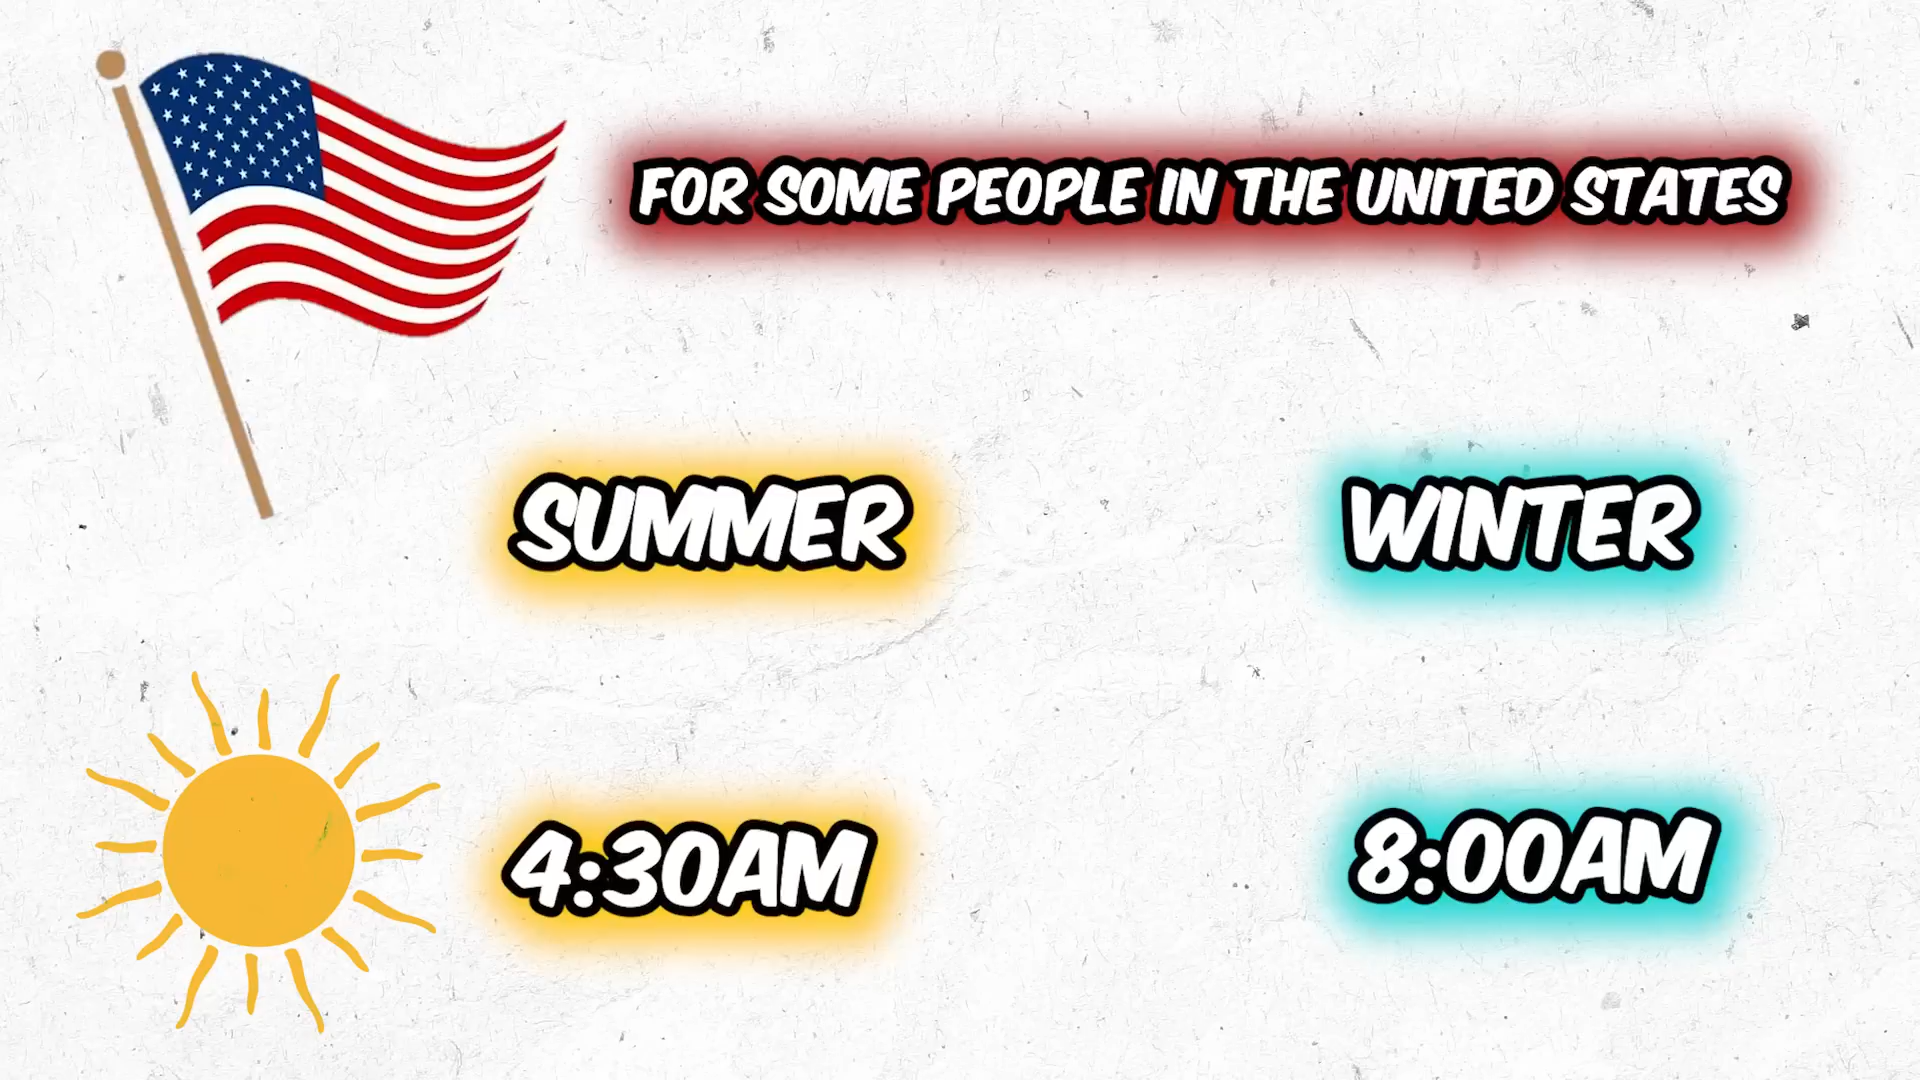 FOR SOME PEOPLE IN THE UNITED STATES
SUMMER
WINTER
4:30AM
8:00AM